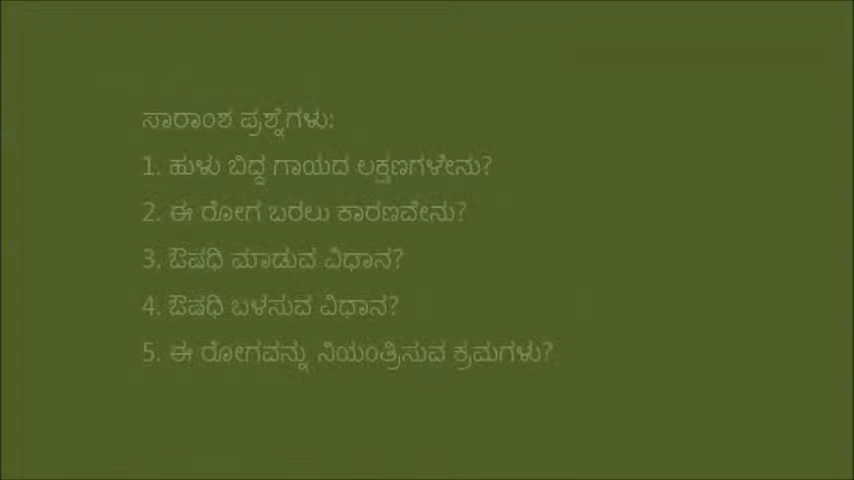 ಸಾರಾಂಶ ಪ್ರಶ್ನೆಗಳು:
1. ಹುಳು ಬಿದ್ದ ಗಾಯದ ಲಕ್ಷಣಗಳೇನು?
2. ಈ ರೋಗ ಬರಲು ಕಾರಣವೇನು?
3. ಔಷಧಿ ಮಾಡುವ ವಿಧಾನ?
4. ಔಷಧಿ ಬಳಸುವ ವಿಧಾನ?
5. ಈ ರೋಗವನ್ನು ನಿಯಂತ್ರಿಸುವ ಕ್ರಮಗಳು?